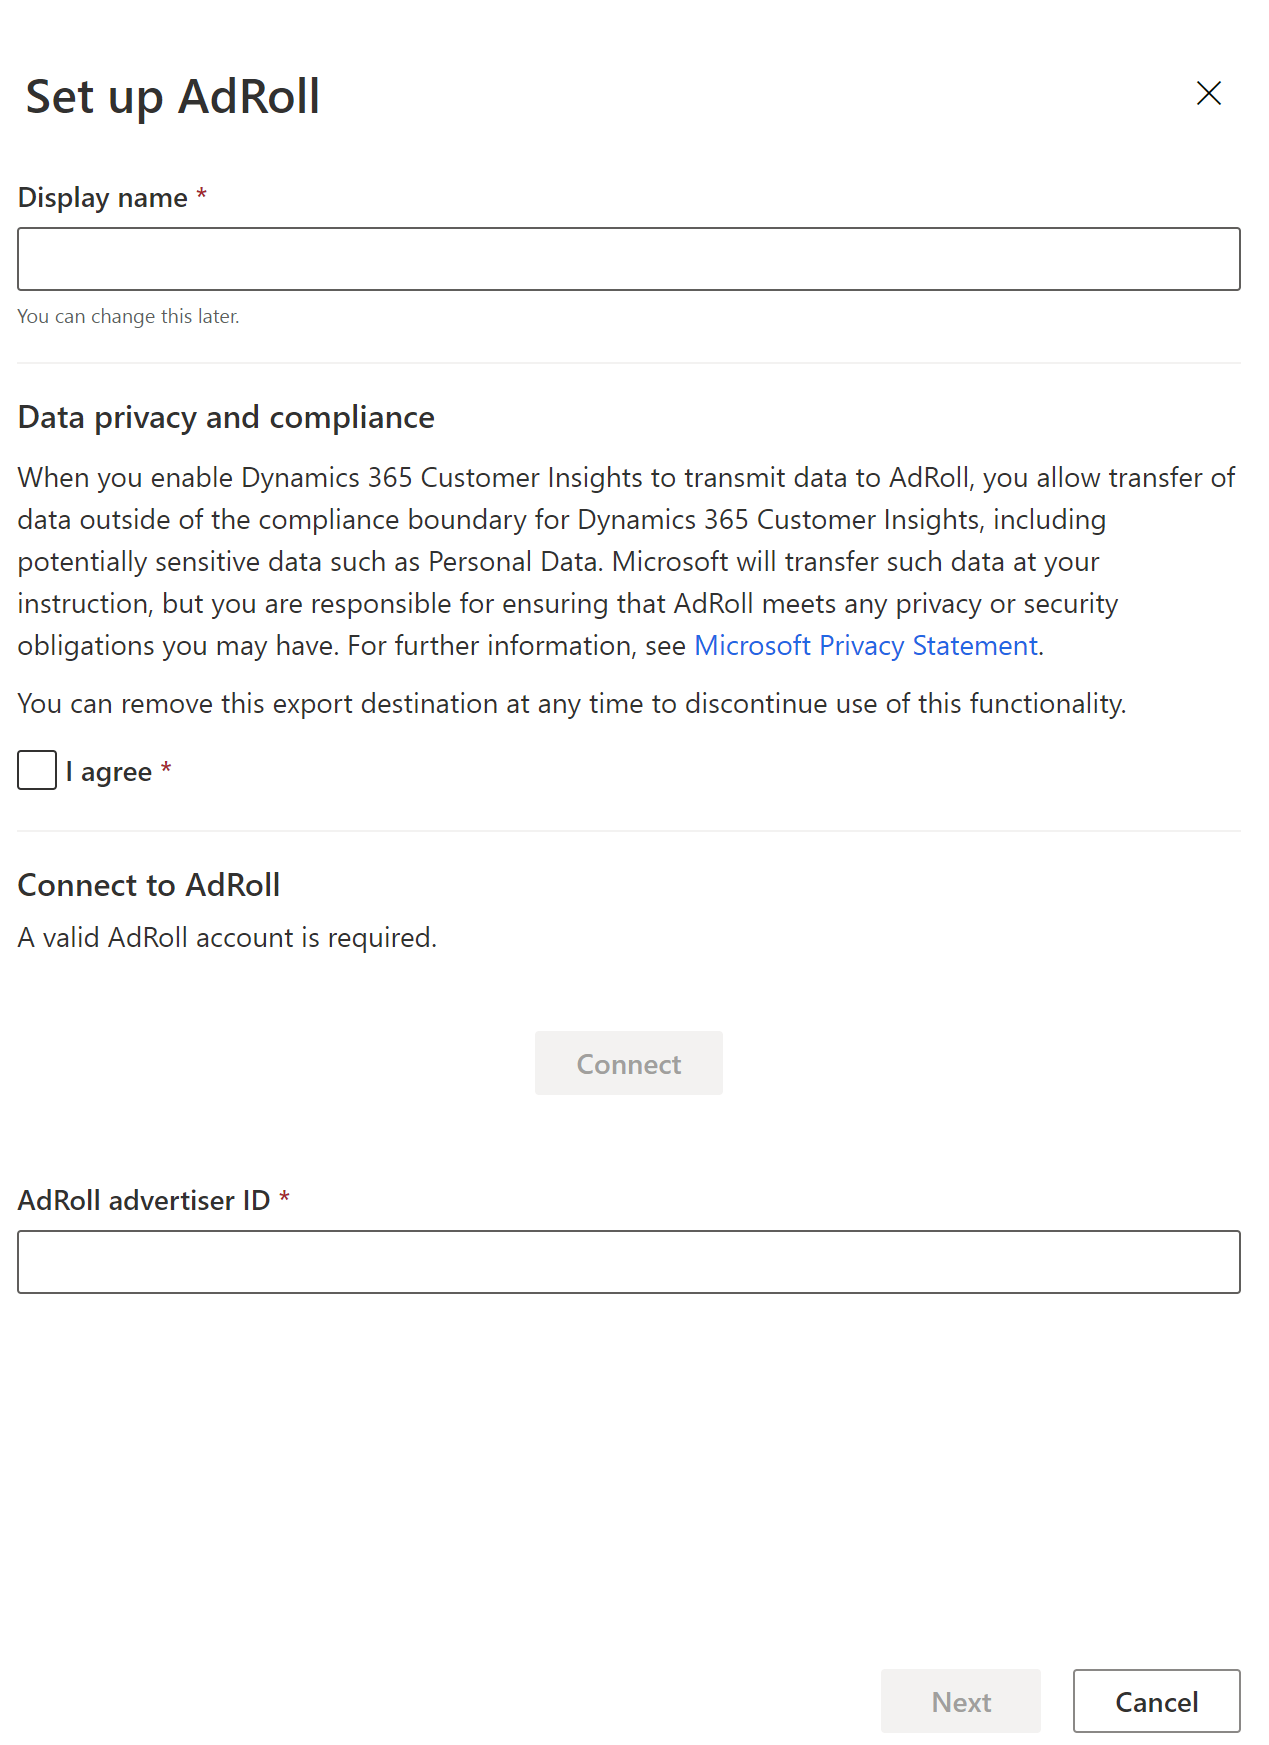 Set up AdRoll
Display name *
You can change this later.
Data privacy and compliance
When you enable Dynamics 365 Customer Insights to transmit data to AdRoll, you allow transfer of
data outside of the compliance boundary for Dynamics 365 Customer Insights, including
potentially sensitive data such as Personal Data. Microsoft will transfer such data at your
instruction, but you are responsible for ensuring that AdRoll meets any privacy or security
obligations you may have. For further information, see Microsoft Privacy Statement.
You can remove this export destination at any time to discontinue use of this functionality.
I agree *
Connect to AdRoll
A valid AdRoll account is required.
Connect
AdRoll advertiser ID *
Next Cancel